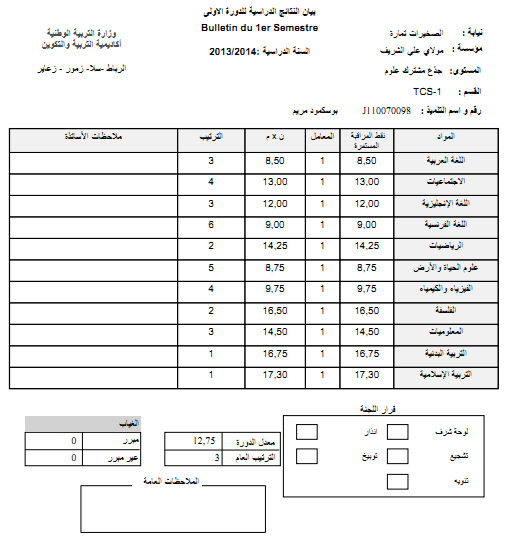 بيان النتائج الدراسية للدورة الاولى
Bulletin du 1er Semestre
السنة الدراسية :2013/2014
وزارة التربية الوطنية
أكاديمية التربية والتكوين
الرباط -سلا- زمور - زعاير
نيابة : الصخيرات تمارة
مؤسسة : مولاي علي الشريف
المستوى: جذع مشترك علوم
القسم : TCS-1
رقم و اسم التلميذ : J110070098 بوسكمود مريم
المواد نقط المراقبة المستمرة المعامل ن x م الترتيب ملاحظات الأساتذة
اللغة العربية 8,50 1 8,50 3
الاجتماعيات 13,00 1 13,00 4
اللغة الإنجليزية 12,00 1 12,00 3
اللغة الفرنسية 9,00 1 9,00 6
الرياضيات 14,25 1 14,25 2
علوم الحياة والأرض 8,75 1 8,75 5
الفيزياء والكيمياء 9,75 1 9,75 4
الفلسفة 16,50 1 16,50 2
المعلوميات 14,50 1 14,50 3
التربية البدنية 16,75 1 16,75 1
التربية الإسلامية 17,30 1 17,30 1
قرار اللجنة
لوحة شرف انذار
تشجيع توبيخ
تنويه
معدل الدورة 12,75
الترتيب العام 3
الغياب
مبرر 0
غير مبرر 0
الملاحظات العامة